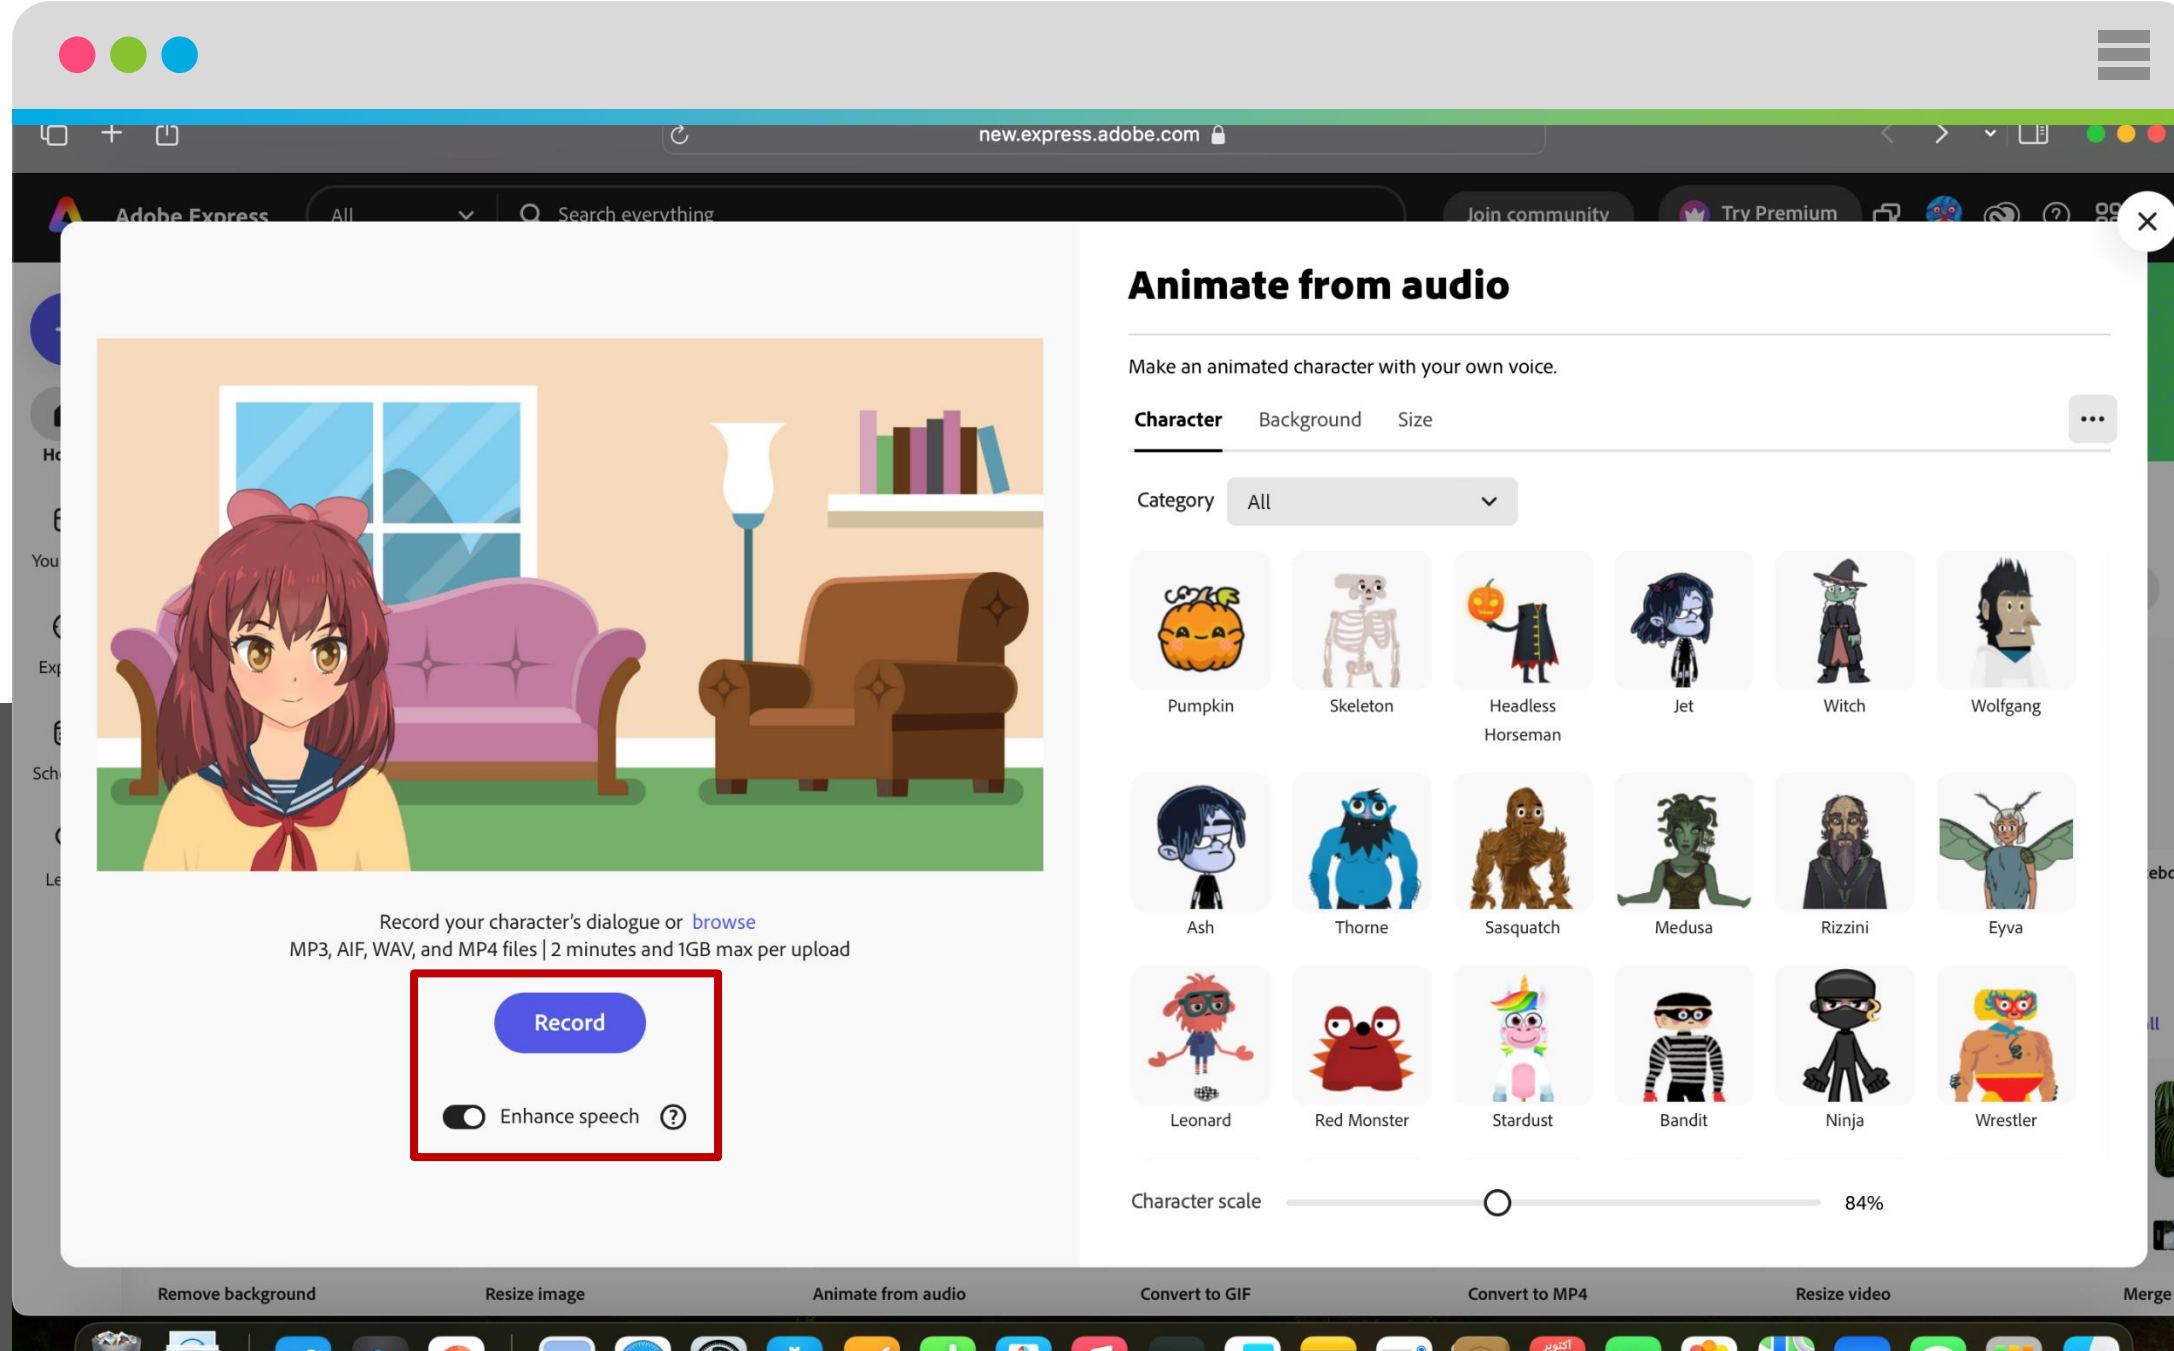 new.express.adobe.com
Adobe Express
All
Search everything
Join community
Try Premium
Animate from audio
Make an animated character with your own voice.
Character Background Size
Category All
Pumpkin Skeleton Headless Horseman Jet Witch Wolfgang
Ash Thorne Sasquatch Medusa Rizzini Eyva
Leonard Red Monster Stardust Bandit Ninja Wrestler
Character scale 84%
Record your character's dialogue or browse
MP3, AIF, WAV, and MP4 files | 2 minutes and 1GB max per upload
Record
Enhance speech
You
Remove background Resize image Animate from audio Convert to GIF Convert to MP4 Resize video Merge
أكتوبر